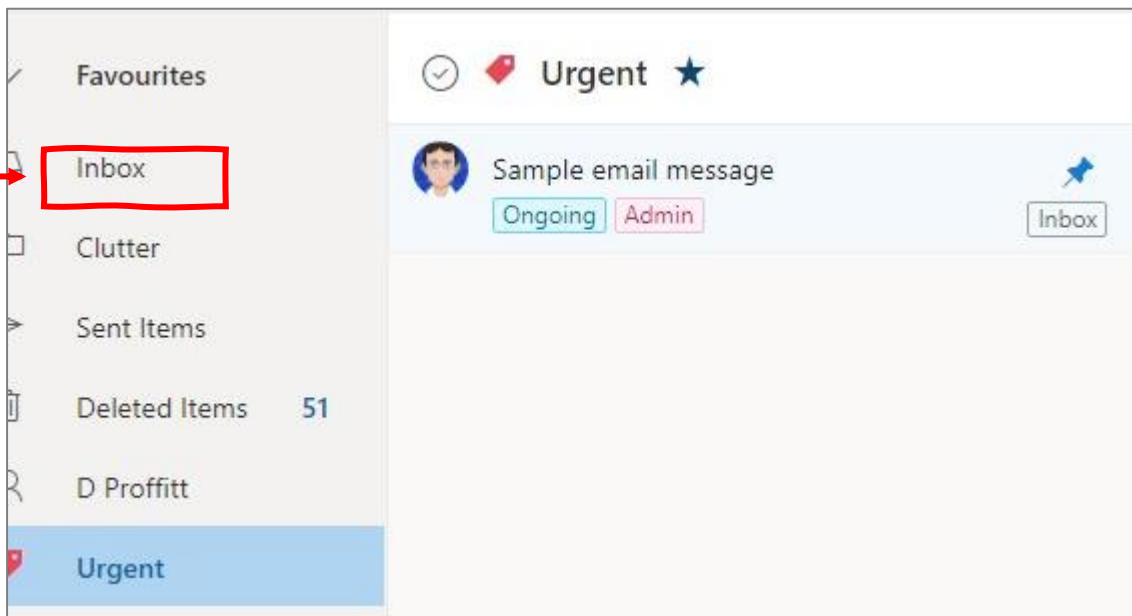 Favourites
Inbox
Clutter
Sent Items
Deleted Items 51
D Proffitt
Urgent
Urgent
Sample email message
Ongoing Admin Inbox